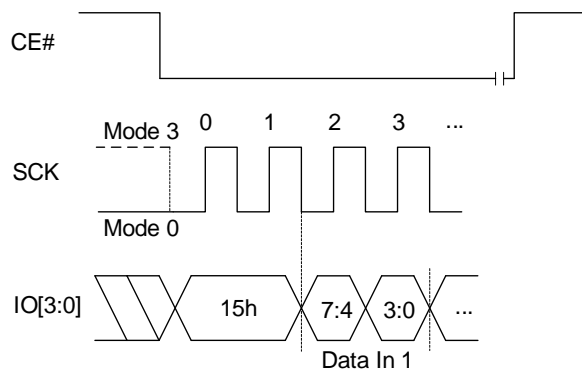 CE#
Mode 3 0 1 2 3 ...
SCK
Mode 0
IO[3:0] 15h 7:4 3:0 ...
Data In 1